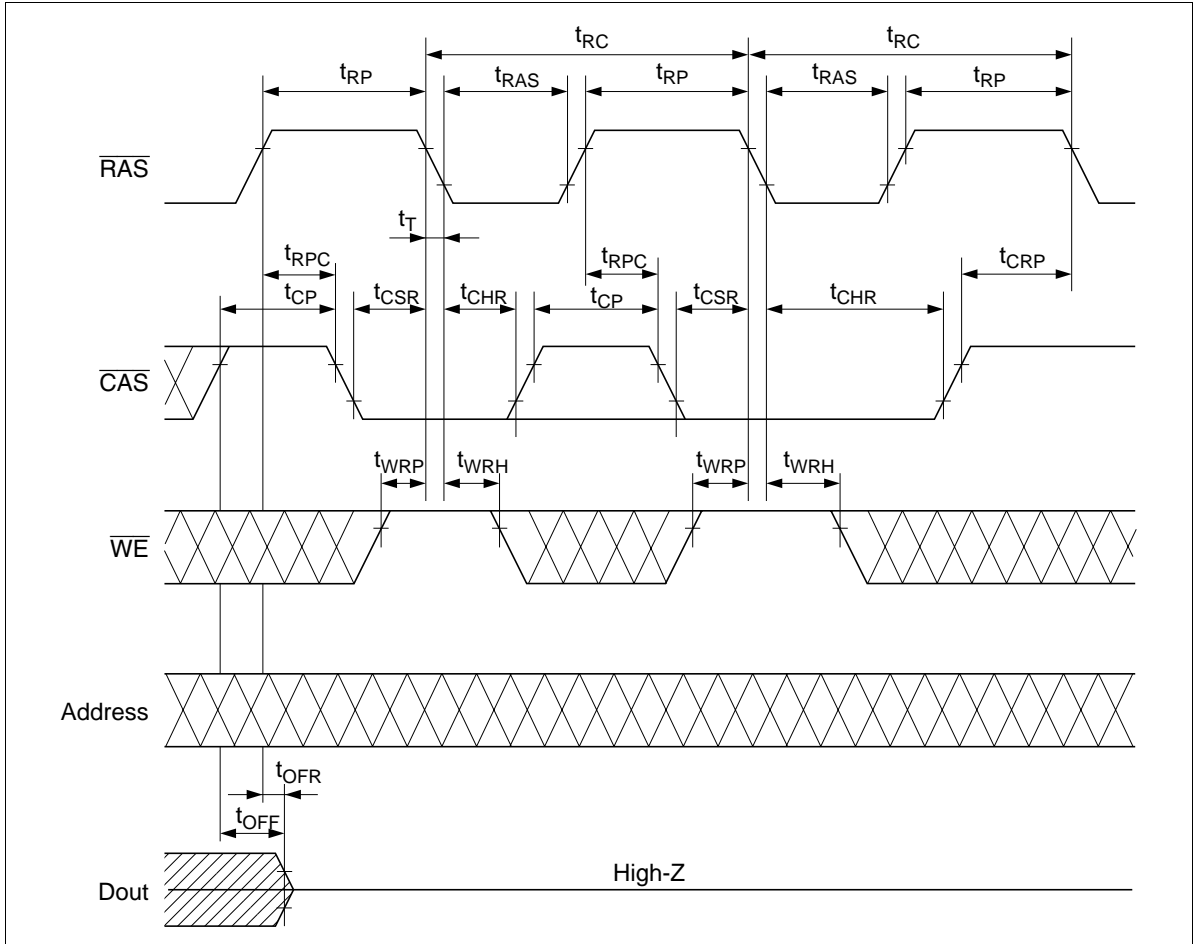 tRC tRC
tRP tRAS tRP tRAS tRP
RAS
tT
tRPC tRPC tCRP
tCP tCSR tCHR tCP tCSR tCHR
CAS
tWRP tWRH tWRP tWRH
WE
Address
tOFR
tOFF
High-Z
Dout